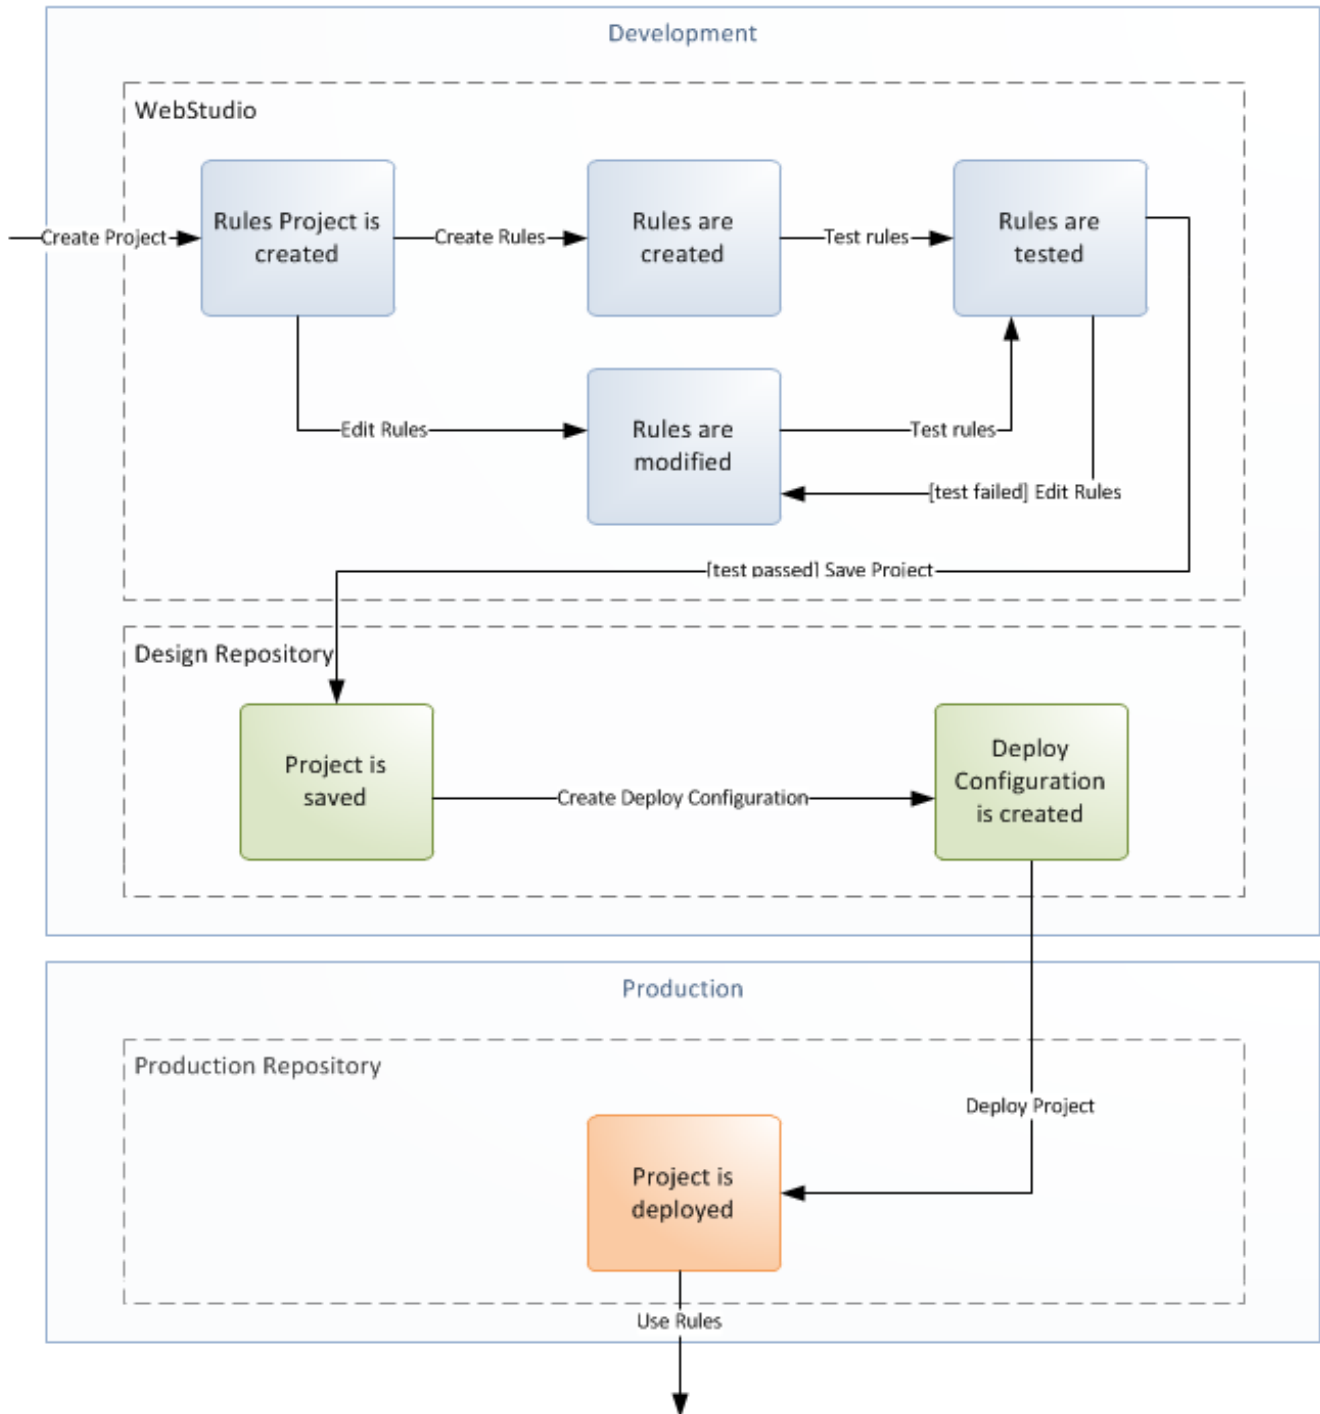 Development
WebStudio
Rules Project is
created
Rules are
created
Rules are
tested
Create Project
Create Rules
Test rules
Rules are
modified
Edit Rules
Test rules
[test failed] Edit Rules
[test passed] Save Project
Design Repository
Project is
saved
Create Deploy Configuration
Deploy
Configuration
is created
Production
Production Repository
Deploy Project
Project is
deployed
Use Rules